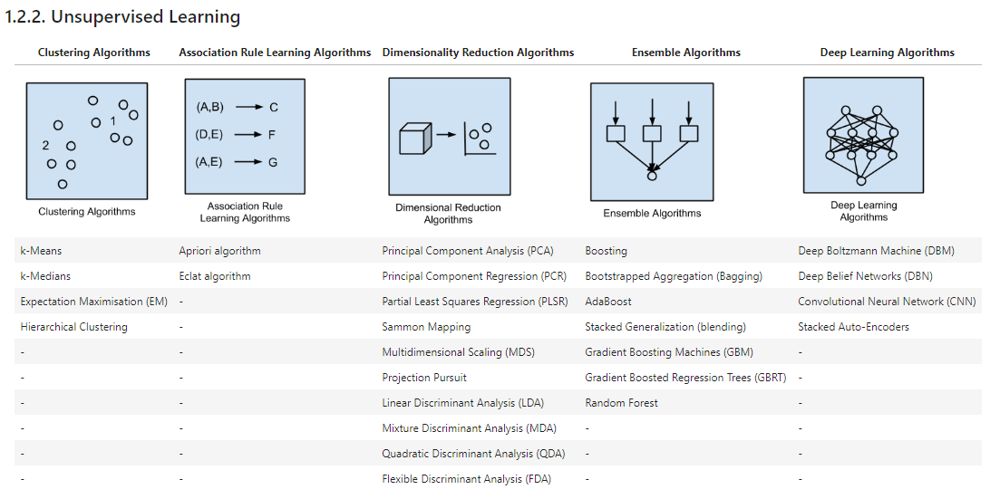 1.2.2. Unsupervised Learning
Clustering Algorithms Association Rule Learning Algorithms Dimensionality Reduction Algorithms Ensemble Algorithms Deep Learning Algorithms
1
2
Clustering Algorithms
(A,B) C
(D,E) F
(A,E) G
Association Rule
Learning Algorithms
Dimensional Reduction
Algorithms
Ensemble Algorithms
Deep Learning
Algorithms
k-Means Apriori algorithm Principal Component Analysis (PCA) Boosting Deep Boltzmann Machine (DBM)
k-Medians Eclat algorithm Principal Component Regression (PCR) Bootstrapped Aggregation (Bagging) Deep Belief Networks (DBN)
Expectation Maximisation (EM) - Partial Least Squares Regression (PLSR) AdaBoost Convolutional Neural Network (CNN)
Hierarchical Clustering - Sammon Mapping Stacked Generalization (blending) Stacked Auto-Encoders
- - Multidimensional Scaling (MDS) Gradient Boosting Machines (GBM) -
- - Projection Pursuit Gradient Boosted Regression Trees (GBRT) -
- - Linear Discriminant Analysis (LDA) Random Forest -
- - Mixture Discriminant Analysis (MDA) - -
- - Quadratic Discriminant Analysis (QDA) - -
- - Flexible Discriminant Analysis (FDA) - -